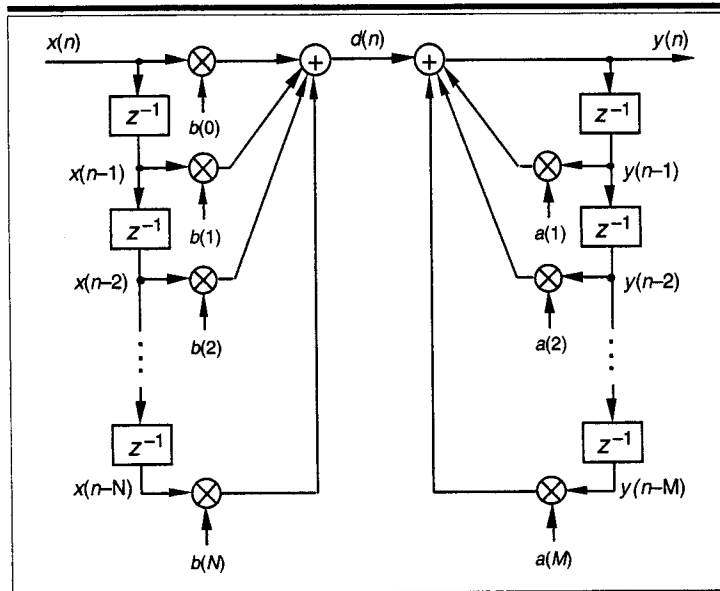 x(n) d(n) y(n)
z⁻¹ b(0) z⁻¹
x(n–1) y(n–1)
z⁻¹ b(1) a(1) z⁻¹
x(n–2) y(n–2)
b(2) a(2)
z⁻¹ z⁻¹
x(n–N) y(n–M)
b(N) a(M)